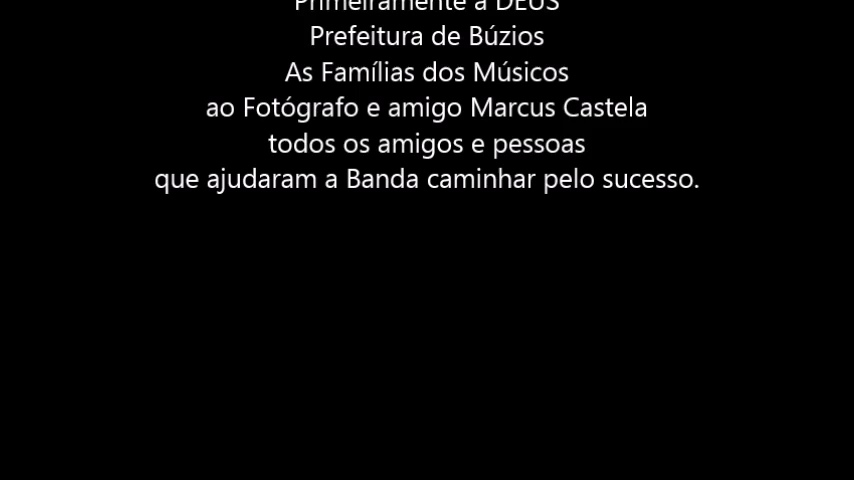 Primeiramente a DEUS
Prefeitura de Búzios
As Famílias dos Músicos
ao Fotógrafo e amigo Marcus Castela
todos os amigos e pessoas
que ajudaram a Banda caminhar pelo sucesso.